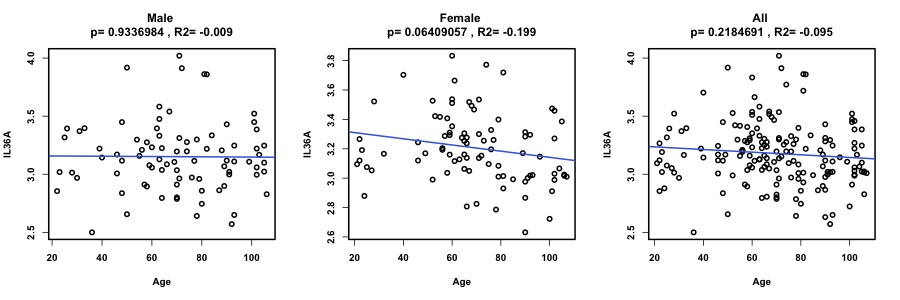 Male
p= 0.9336984 , R2= -0.009
IL36A
4.0
3.5
3.0
2.5
20 40 60 80 100
Age
Female
p= 0.06409057 , R2= -0.199
IL36A
3.8
3.6
3.4
3.2
3.0
2.8
2.6
20 40 60 80 100
Age
All
p= 0.2184691 , R2= -0.095
IL36A
4.0
3.5
3.0
2.5
20 40 60 80 100
Age